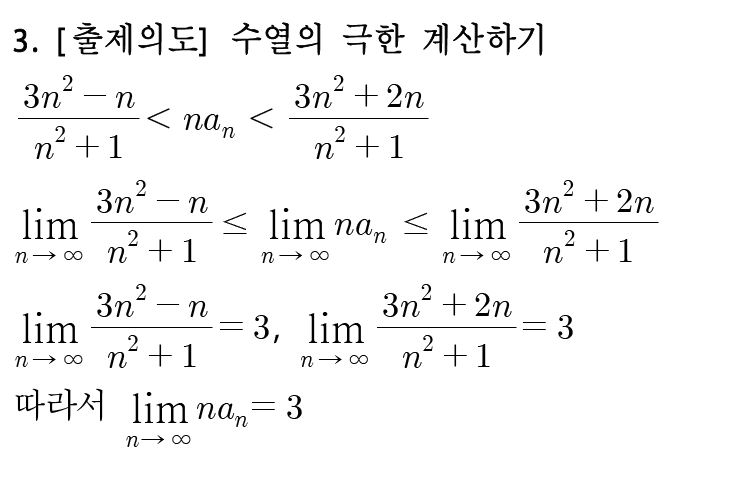 3. [출제의도] 수열의 극한 계산하기
$\frac{3n^2-n}{n^2+1} < na_n < \frac{3n^2+2n}{n^2+1}$
$\lim_{n\to\infty} \frac{3n^2-n}{n^2+1} \le \lim_{n\to\infty} na_n \le \lim_{n\to\infty} \frac{3n^2+2n}{n^2+1}$
$\lim_{n\to\infty} \frac{3n^2-n}{n^2+1} = 3, \lim_{n\to\infty} \frac{3n^2+2n}{n^2+1} = 3$
따라서 $\lim_{n\to\infty} na_n = 3$